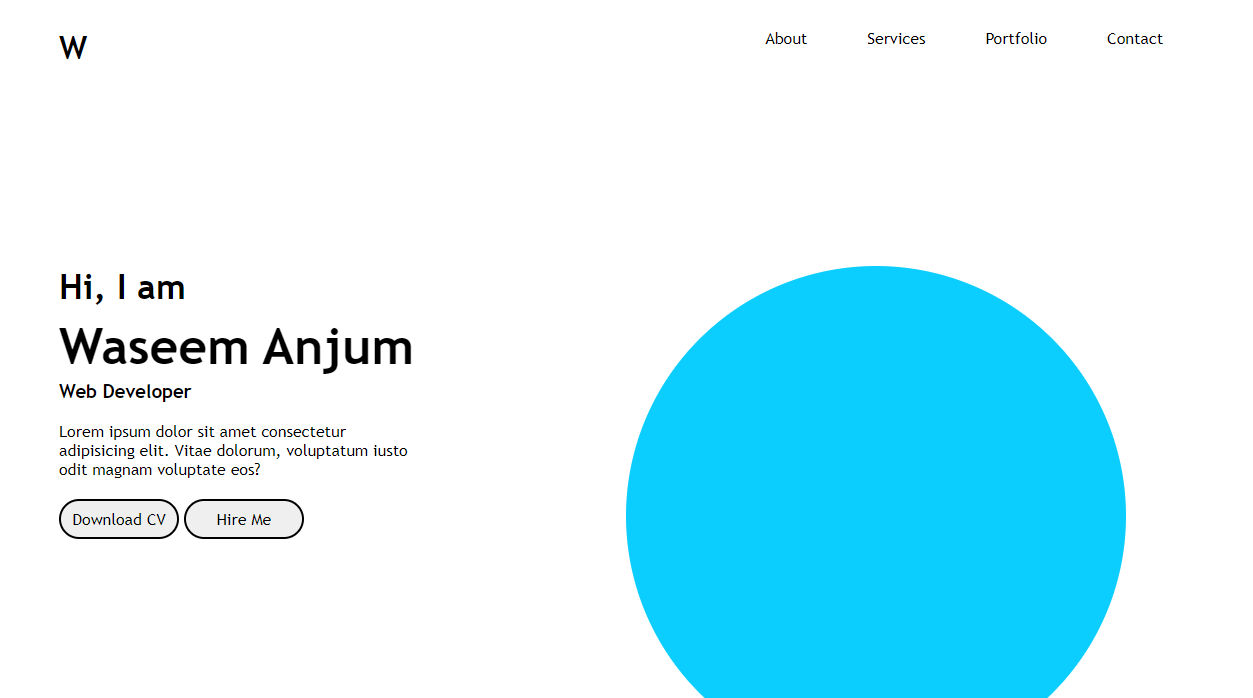 W
About Services Portfolio Contact
Hi, I am
Waseem Anjum
Web Developer
Lorem ipsum dolor sit amet consectetur
adipisicing elit. Vitae dolorum, voluptatum iusto
odit magnam voluptate eos?
Download CV Hire Me